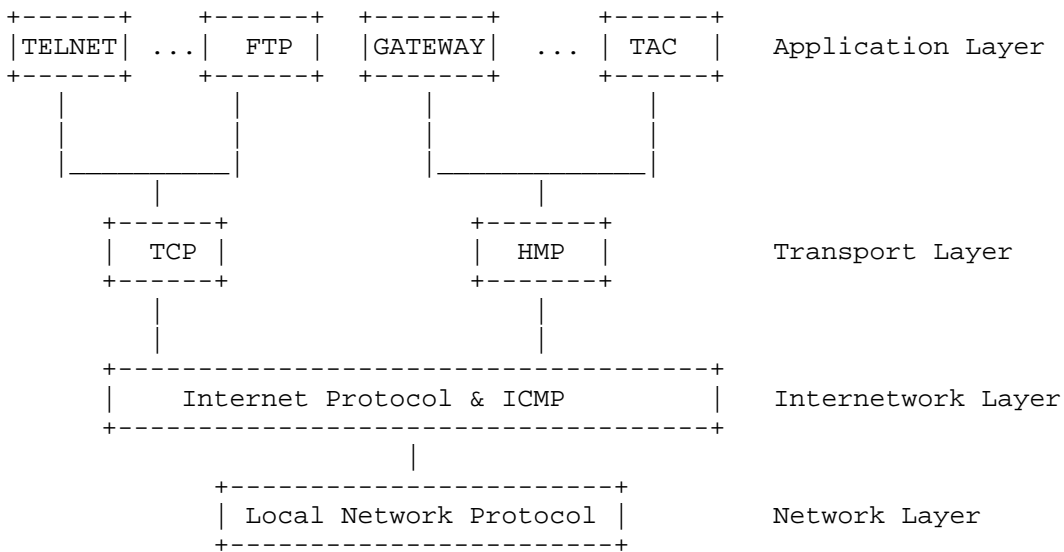 TELNET ... FTP GATEWAY ... TAC Application Layer
TCP HMP Transport Layer
Internet Protocol & ICMP Internetwork Layer
Local Network Protocol Network Layer